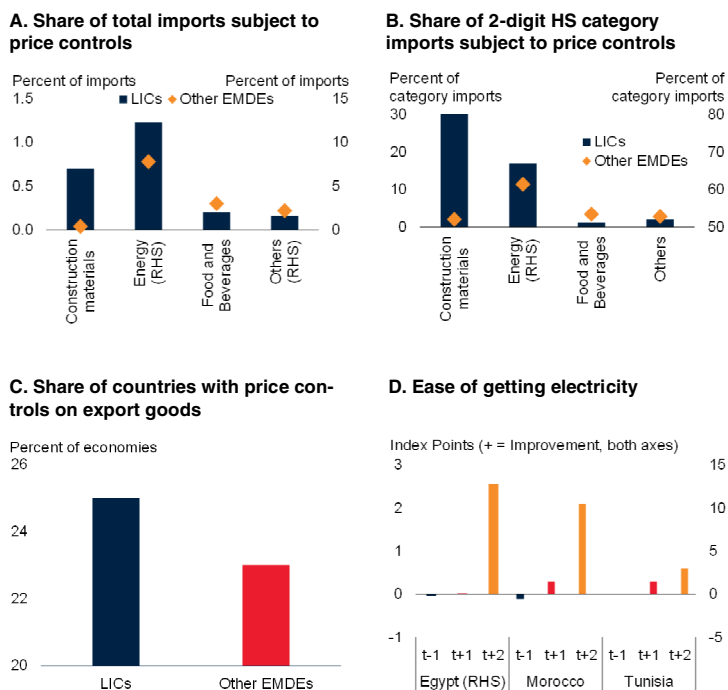 A. Share of total imports subject to
price controls
Percent of imports
Percent of imports
LICs
Other EMDEs
1.5
1.0
0.5
0.0
15
10
5
0
Construction
materials
Energy
(RHS)
Food and
Beverages
Others
(RHS)
B. Share of 2-digit HS category
imports subject to price controls
Percent of
category imports
Percent of
category imports
30
20
10
0
80
70
60
50
LICs
Other EMDEs
Construction
materials
Energy
(RHS)
Food and
Beverages
Others
C. Share of countries with price con-
trols on export goods
Percent of economies
26
24
22
20
LICs
Other EMDEs
D. Ease of getting electricity
Index Points (+ = Improvement, both axes)
3
2
1
0
-1
15
10
5
0
-5
t-1 t+1 t+2 t-1 t+1 t+2 t-1 t+1 t+2
Egypt (RHS) Morocco Tunisia